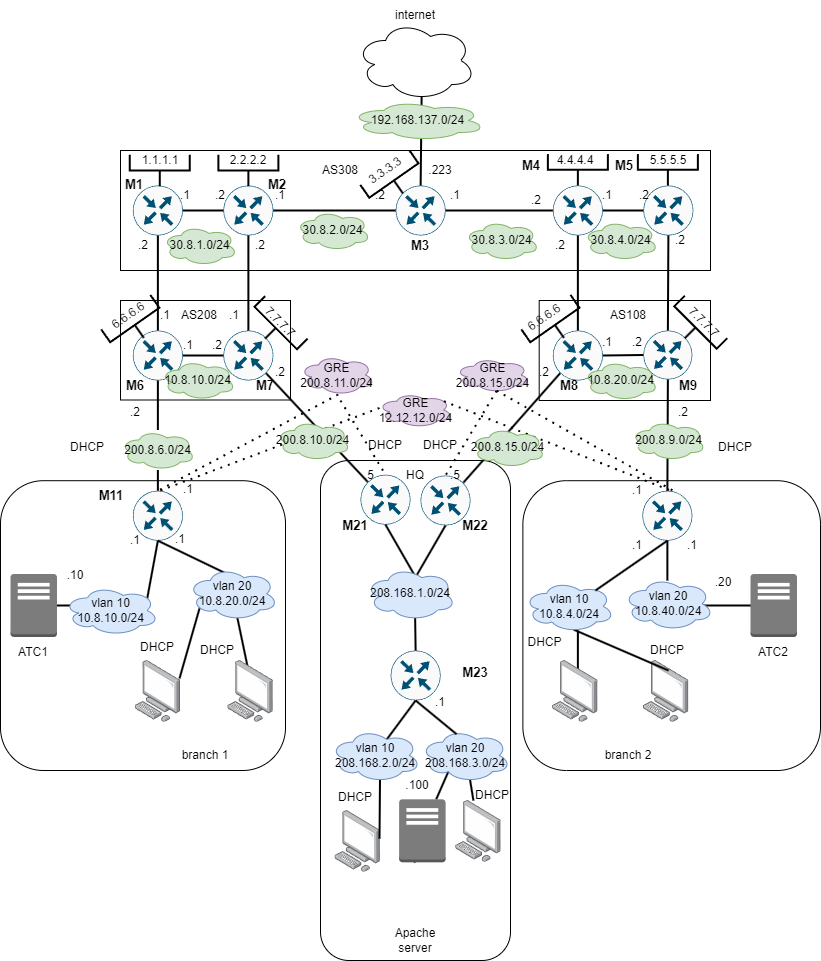 internet
192.168.137.0/24
1.1.1.1
2.2.2.2
AS308
3.3.3.3
.223
M4
4.4.4.4
M5
5.5.5.5
M1
M2
.1
.2
.1
.2
.1
.2
.1
.2
M3
30.8.1.0/24
30.8.2.0/24
30.8.3.0/24
30.8.4.0/24
.2
.2
.2
.2
6.6.6.6
.1
AS208
.1
7.7.7.7
6.6.6.6
AS108
7.7.7.7
.1
.2
.1
.2
M6
10.8.10.0/24
M7
.2
GRE
200.8.11.0/24
GRE
200.8.15.0/24
.2
M8
10.8.20.0/24
M9
GRE
12.12.12.0/24
.2
.2
DHCP
200.8.6.0/24
200.8.10.0/24
DHCP
DHCP
200.8.15.0/24
200.8.9.0/24
DHCP
M11
.1
.5
HQ
.5
.1
M21
M22
.1
.1
.1
.1
.10
vlan 10
10.8.10.0/24
vlan 20
10.8.20.0/24
208.168.1.0/24
vlan 10
10.8.4.0/24
vlan 20
10.8.40.0/24
.20
ATC1
DHCP
DHCP
DHCP
DHCP
ATC2
M23
.1
branch 1
vlan 10
208.168.2.0/24
vlan 20
208.168.3.0/24
branch 2
DHCP
.100
DHCP
Apache
server